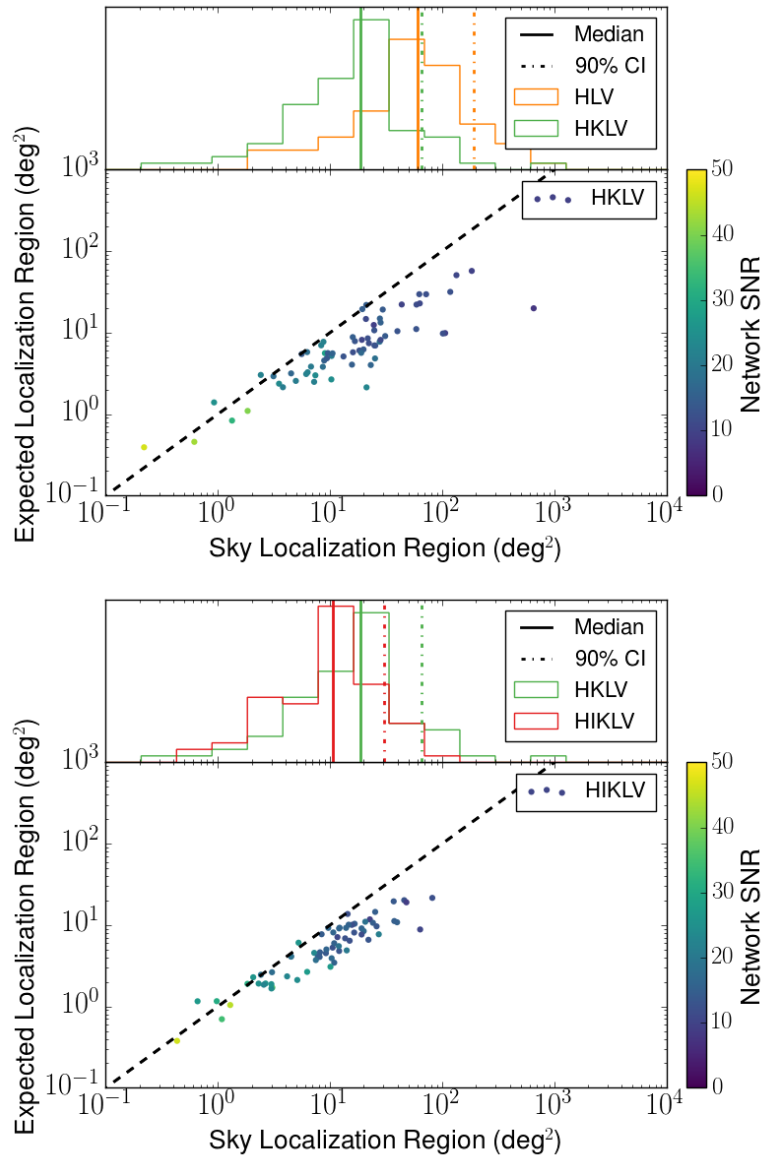 Median
90% CI
HLV
HKLV
Expected Localization Region (deg²)
10³
10²
10¹
10⁰
10⁻¹
HKLV
10⁻¹ 10⁰ 10¹ 10² 10³ 10⁴
Sky Localization Region (deg²)
50
40
30
20
10
0
Network SNR
Median
90% CI
HKLV
HIKLV
Expected Localization Region (deg²)
10³
10²
10¹
10⁰
10⁻¹
HIKLV
10⁻¹ 10⁰ 10¹ 10² 10³ 10⁴
Sky Localization Region (deg²)
50
40
30
20
10
0
Network SNR